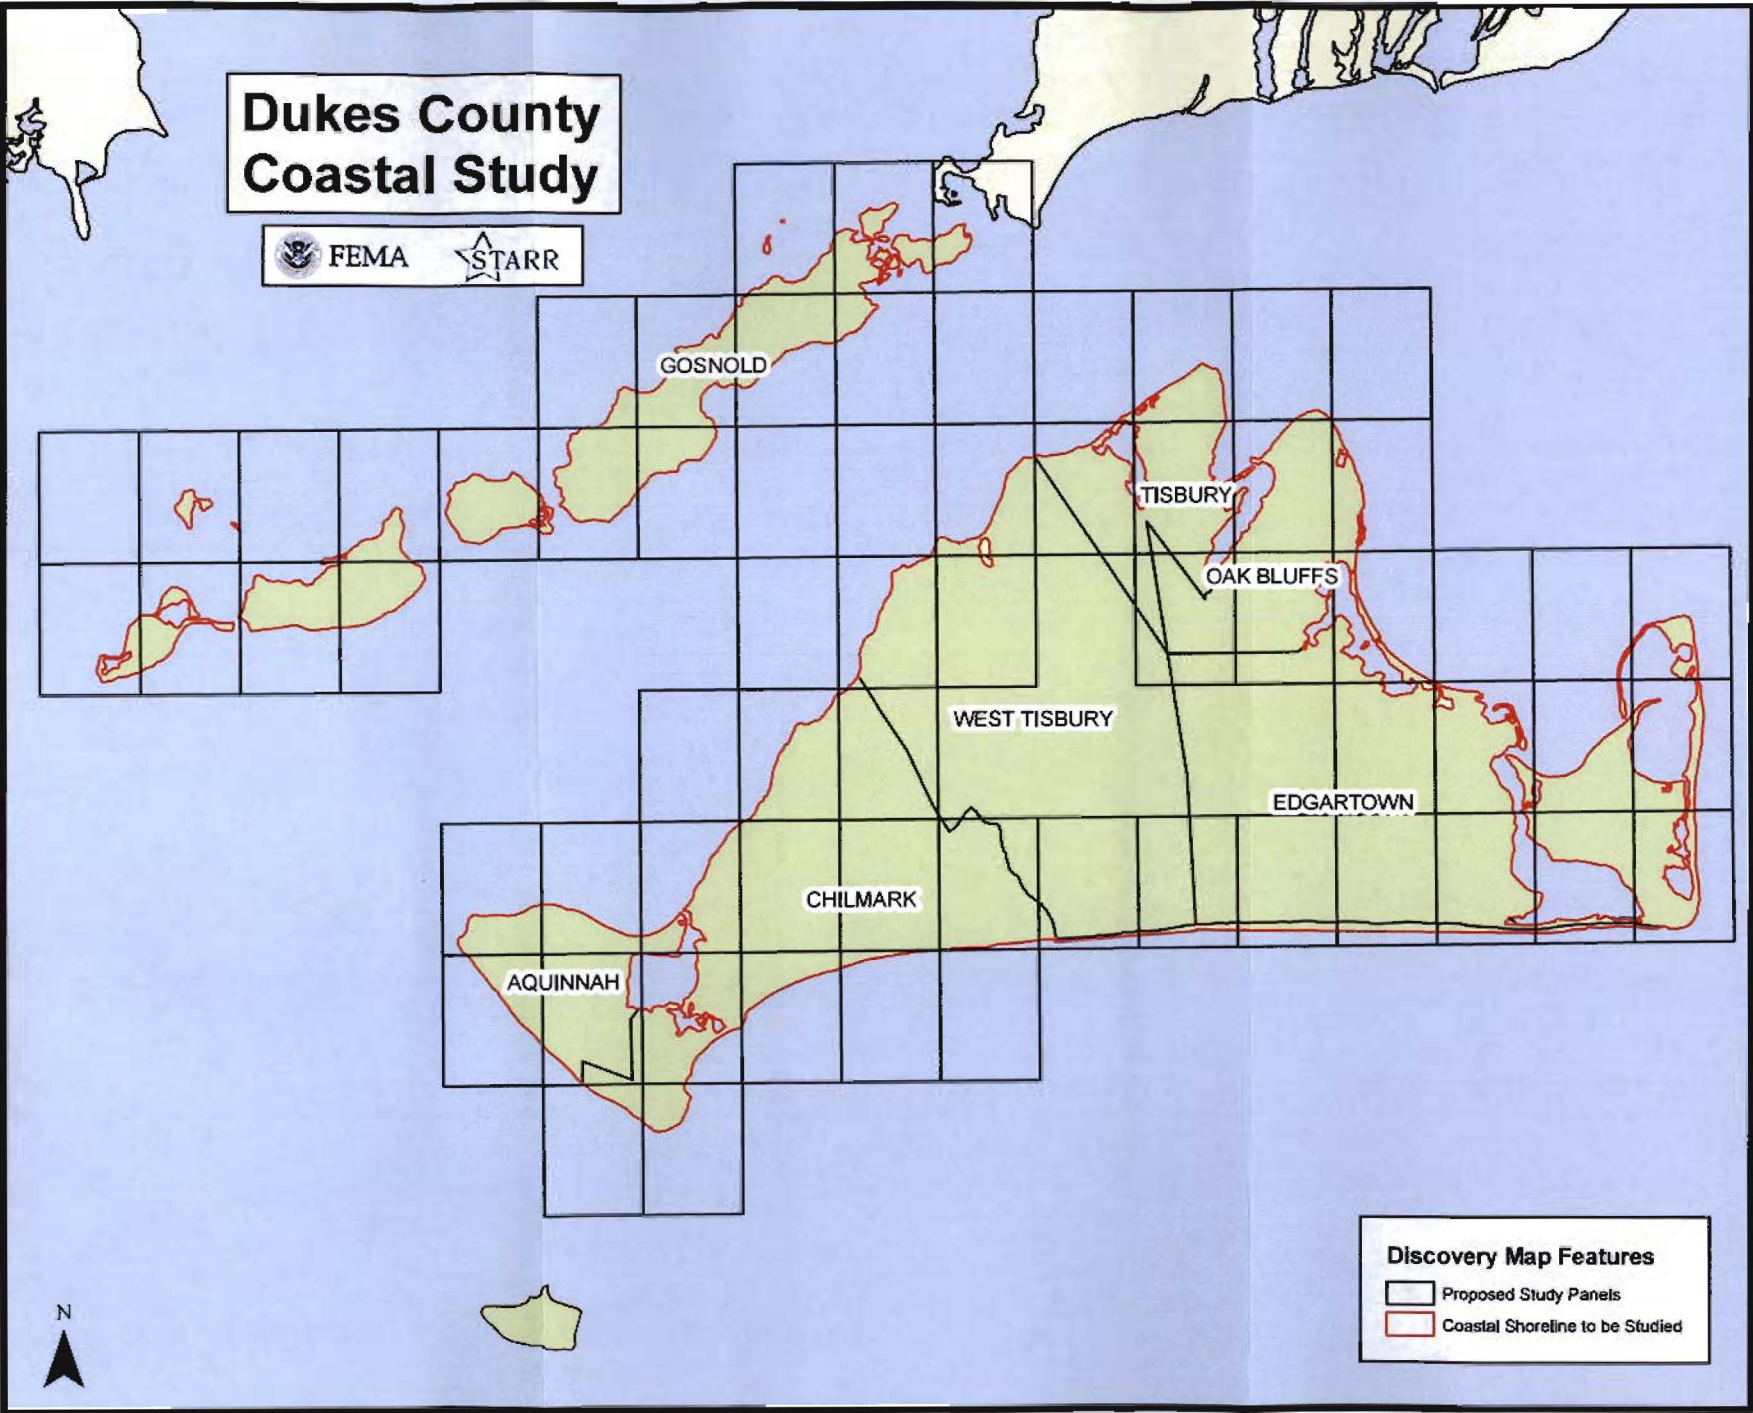 Dukes County
Coastal Study
FEMA
STARR
GOSNOLD
TISBURY
OAK BLUFFS
WEST TISBURY
EDGARTOWN
CHILMARK
AQUINNAH
N
Discovery Map Features
Proposed Study Panels
Coastal Shoreline to be Studied